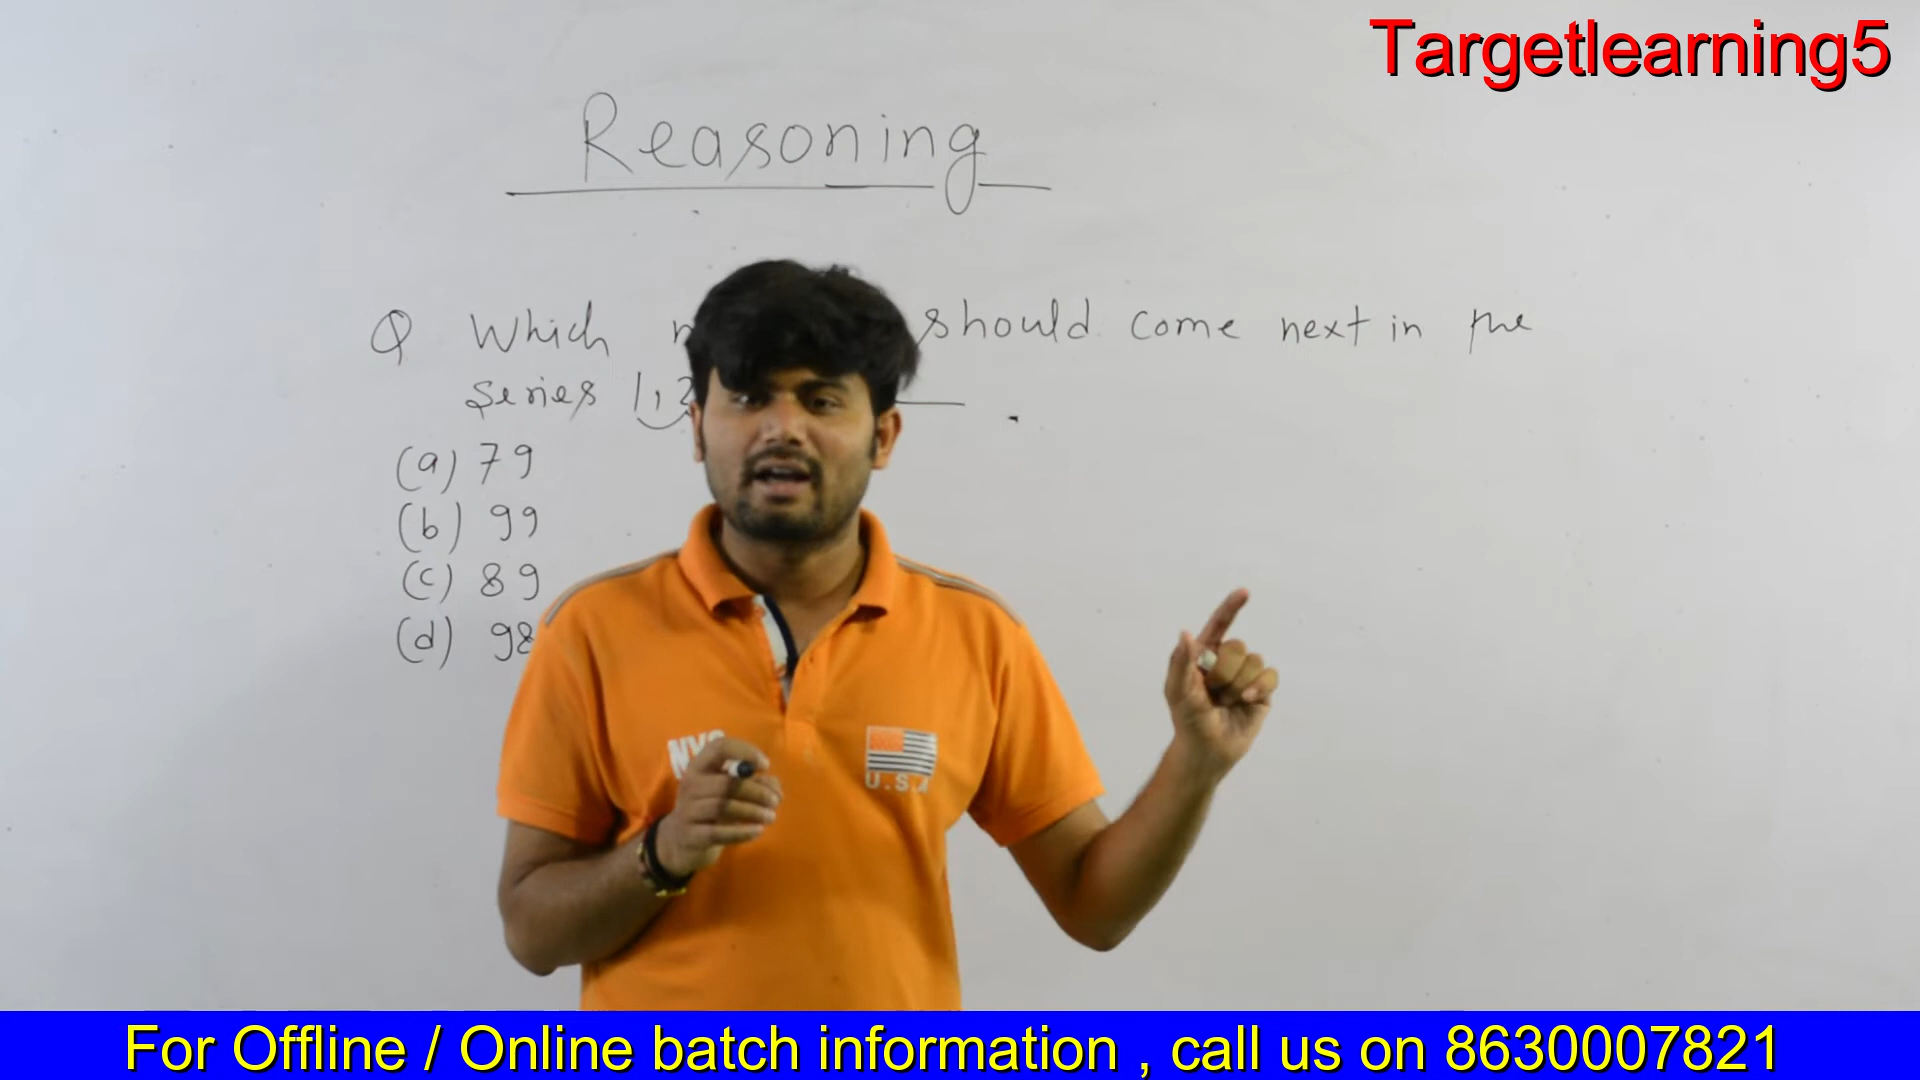 Targetlearning5
Reasoning
Q Which should come next in the
series 1, 2
(a) 79
(b) 99
(c) 89
(d) 98
NYC
U.S.A
For Offline / Online batch information , call us on 8630007821